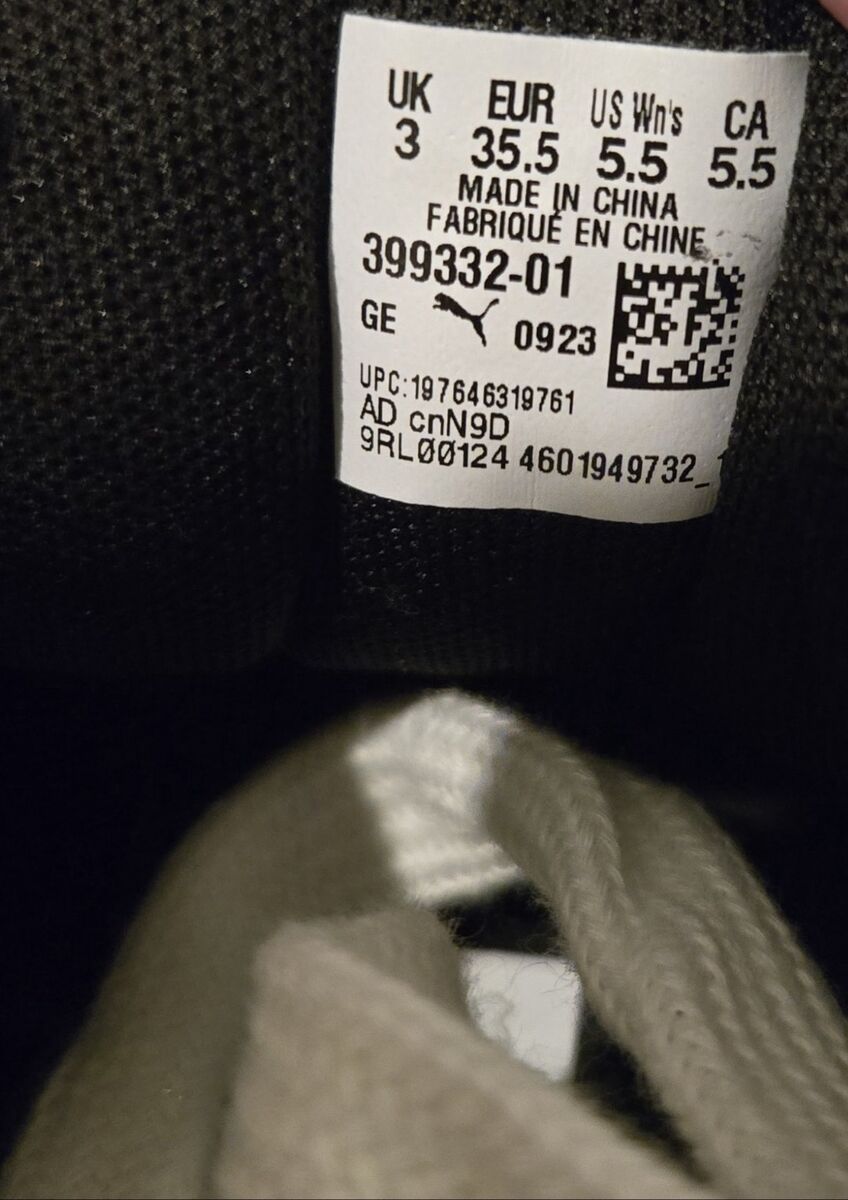 UK EUR US Wn's CA
3 35.5 5.5 5.5
MADE IN CHINA
FABRIQUÉ EN CHINE
399332-01
GE 0923
UPC:197646319761
AD cnN9D
9RL00124 4601949732_